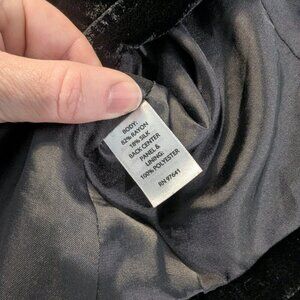 BODY:
82% RAYON
18% SILK
BACK CENTER
PANEL &
LINING:
100% POLYESTER
RN 97641